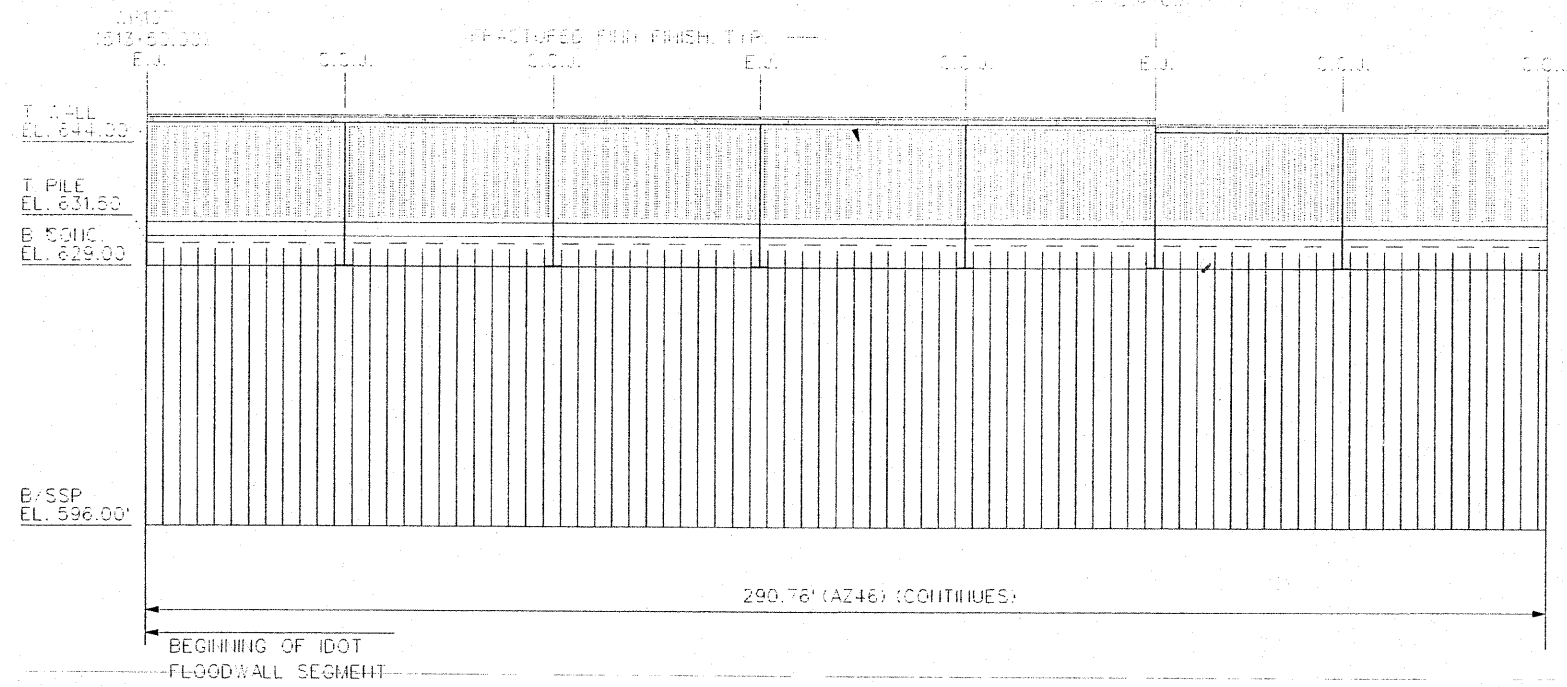 FRACTURED FIN FINISH, TYP.
E.J.
C.C.J.
C.C.J.
E.J.
C.C.J.
E.J.
C.C.J.
T WALL
EL. 644.00
T PILE
EL. 631.50
B CONC.
EL. 629.00
B/SSP
EL. 596.00'
290.76' (AZ46) (CONTINUES)
BEGINNING OF IDOT
FLOODWALL SEGMENT